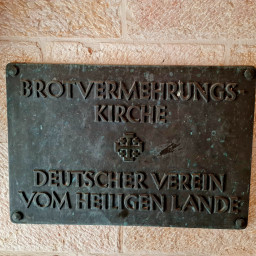 BROTVERMEHRUNGS-
KIRCHE
DEUTSCHER VEREIN
VOM HEILIGEN LANDE